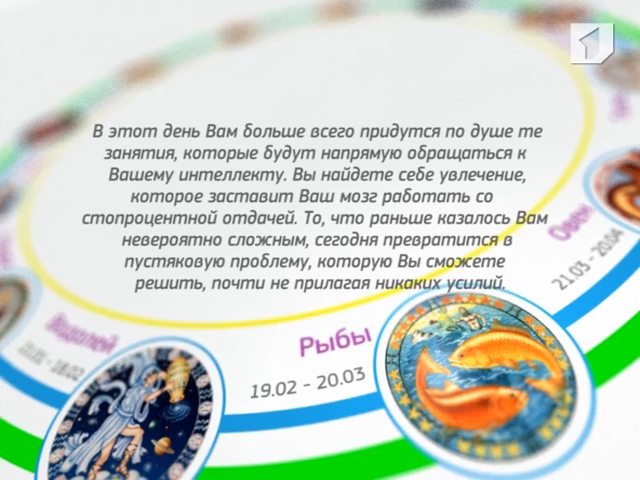 В этот день Вам больше всего придутся по душе те
занятия, которые будут напрямую обращаться к
Вашему интеллекту. Вы найдете себе увлечение,
которое заставит Ваш мозг работать со
стопроцентной отдачей. То, что раньше казалось Вам
невероятно сложным, сегодня превратится в
пустяковую проблему, которую Вы сможете
решить, почти не прилагая никаких усилий.
Овен
21.03 - 20.04
Водолей
Рыбы
19.02 - 20.03